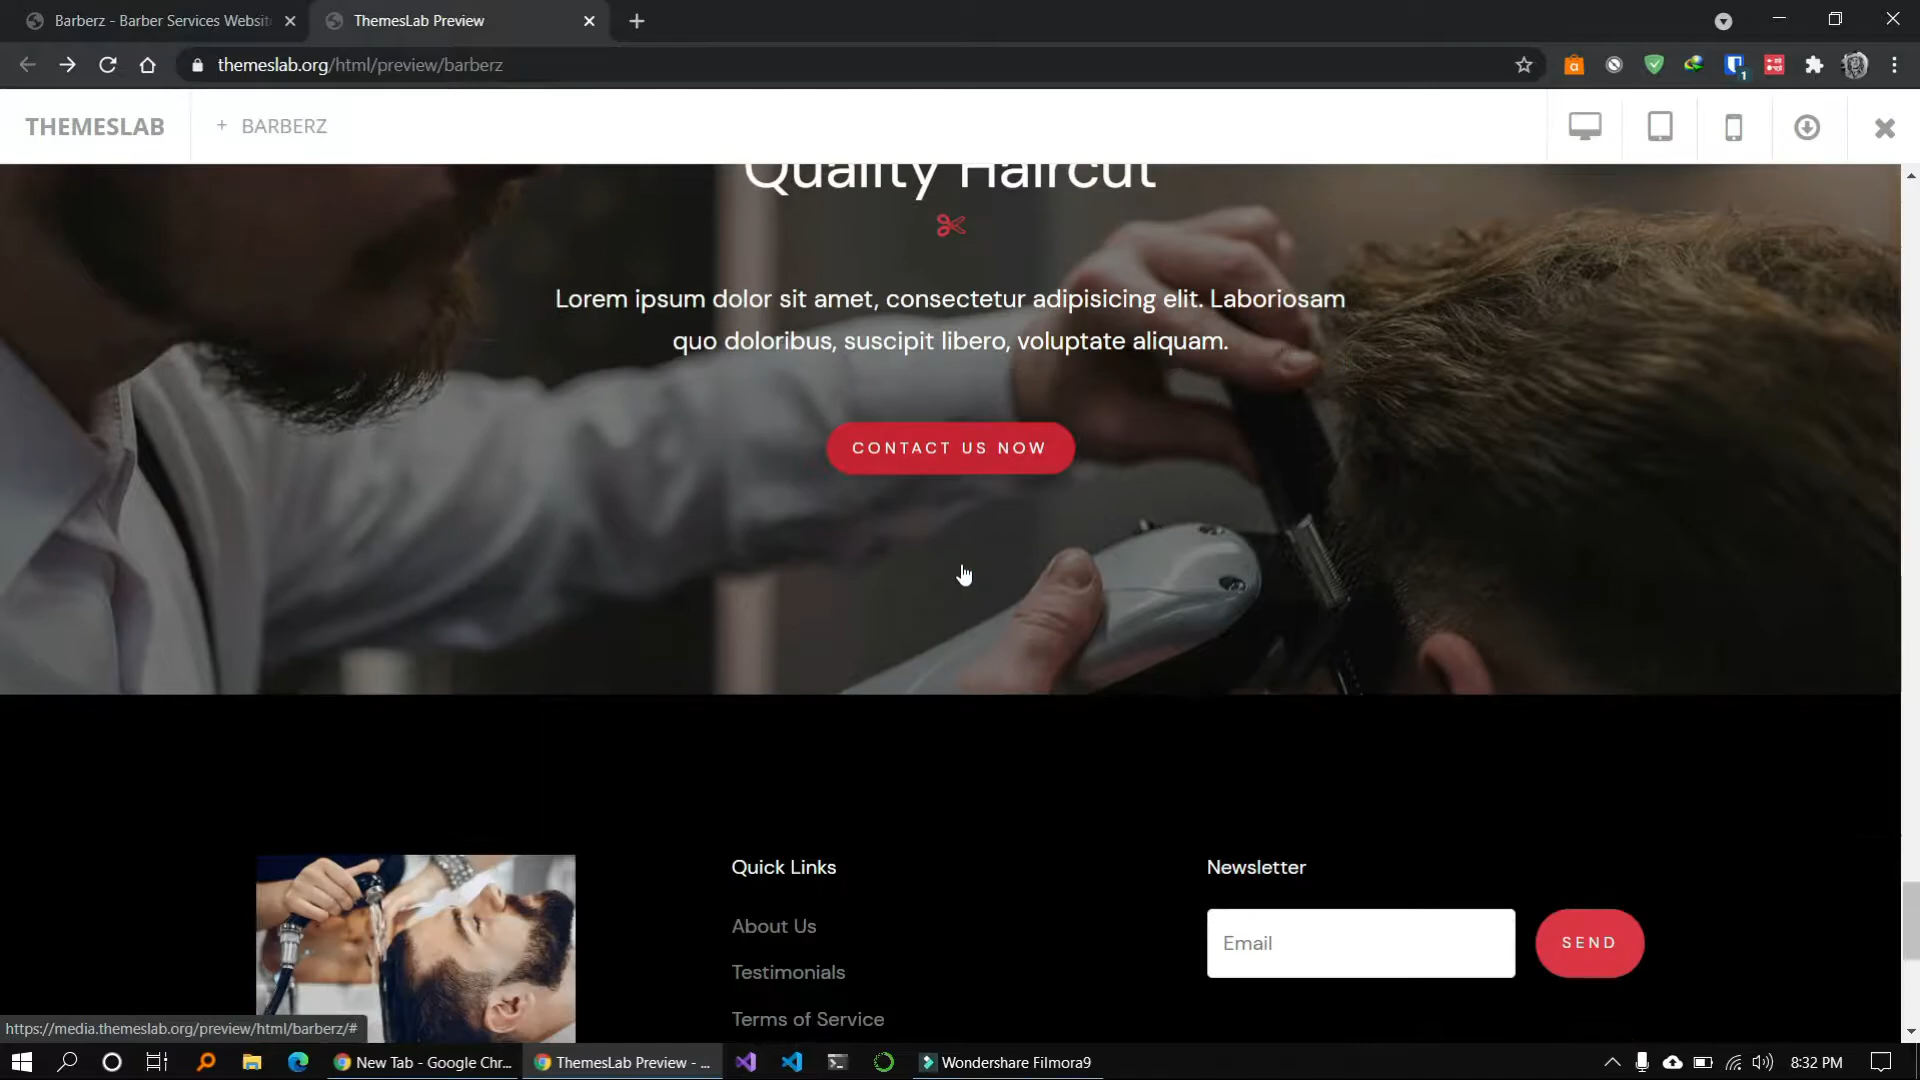 Barberz - Barber Services Websit
ThemesLab Preview
themeslab.org/html/preview/barberz
1
THEMESLAB
+ BARBERZ
Quality Haircut
Lorem ipsum dolor sit amet, consectetur adipisicing elit. Laboriosam
quo doloribus, suscipit libero, voluptate aliquam.
CONTACT US NOW
Quick Links
About Us
Testimonials
Terms of Service
Newsletter
Email
SEND
https://media.themeslab.org/preview/html/barberz/#
New Tab - Google Chr...
ThemesLab Preview - ...
Wondershare Filmora9
8:32 PM